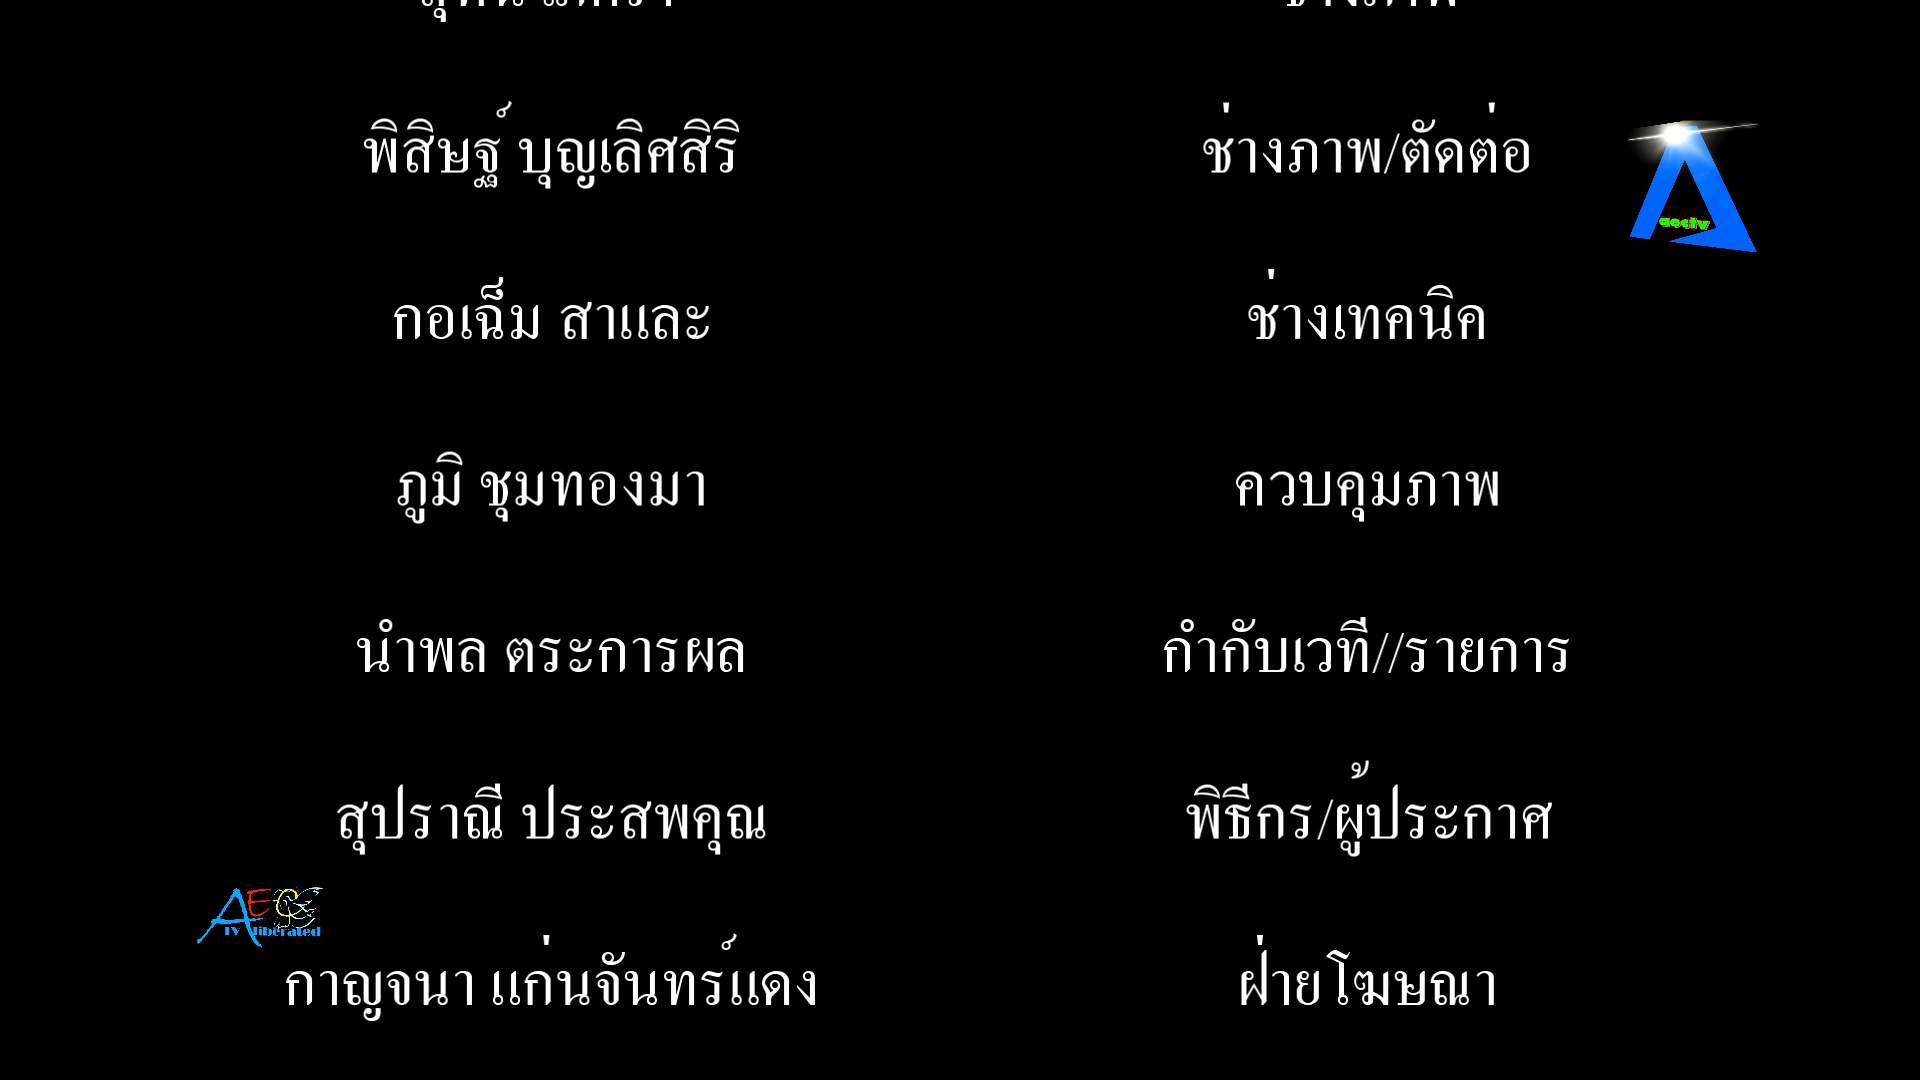 พิสิษฐ์ บุญเลิศสิริ ช่างภาพ/ตัดต่อ
aectv
กอเฉ็ม สาและ ช่างเทคนิค
ภูมิ ชุมทองมา ควบคุมภาพ
นำพล ตระการผล กำกับเวที//รายการ
สุปราณี ประสพคุณ พิธีกร/ผู้ประกาศ
AEC
TV liberated
กาญจนา แก่นจันทร์แดง ฝ่ายโฆษณา